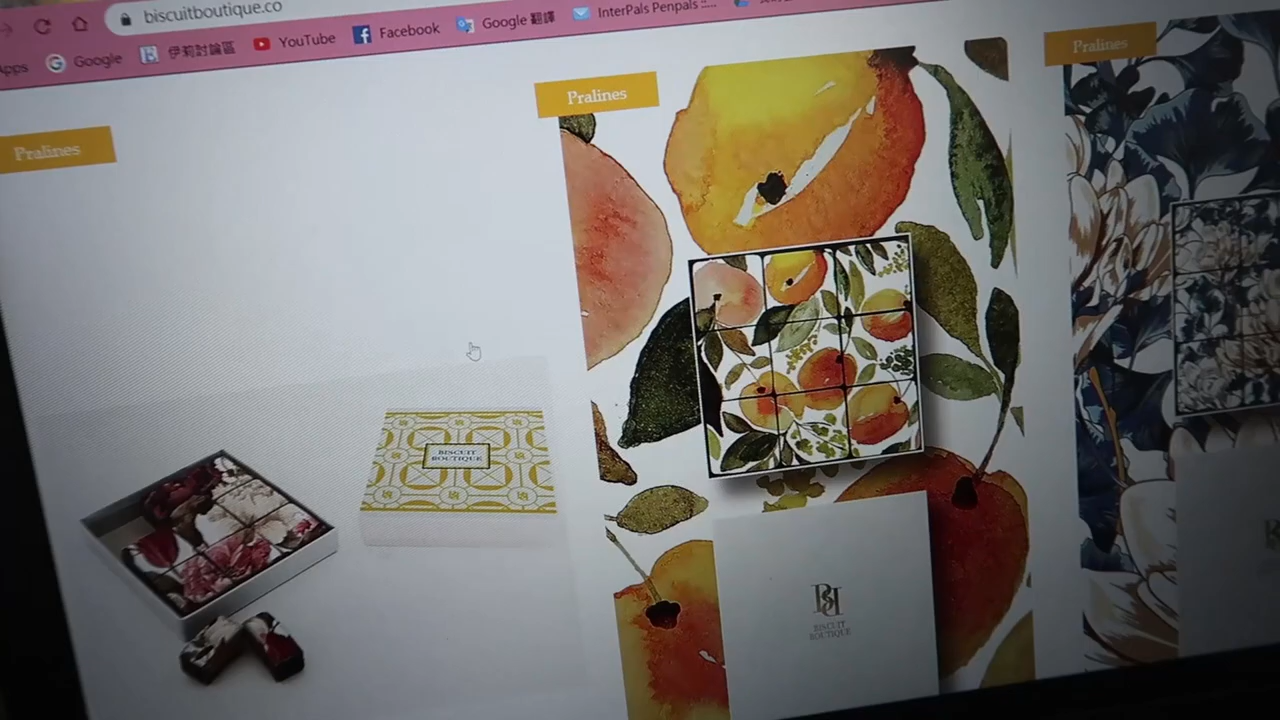 biscuitboutique.co
Apps
Google
伊莉討論區
YouTube
Facebook
Google 翻譯
InterPals Penpals
Pralines
Pralines
Pralines
BISCUIT
BOUTIQUE
BISCUIT
BOUTIQUE